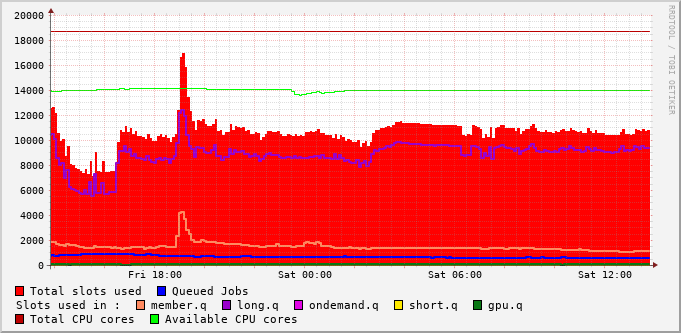 20000
18000
16000
14000
12000
10000
8000
6000
4000
2000
0
Fri 18:00 Sat 00:00 Sat 06:00 Sat 12:00
RRDTOOL / TOBI OETIKER
Total slots used Queued Jobs
Slots used in : member.q long.q ondemand.q short.q gpu.q
Total CPU cores Available CPU cores